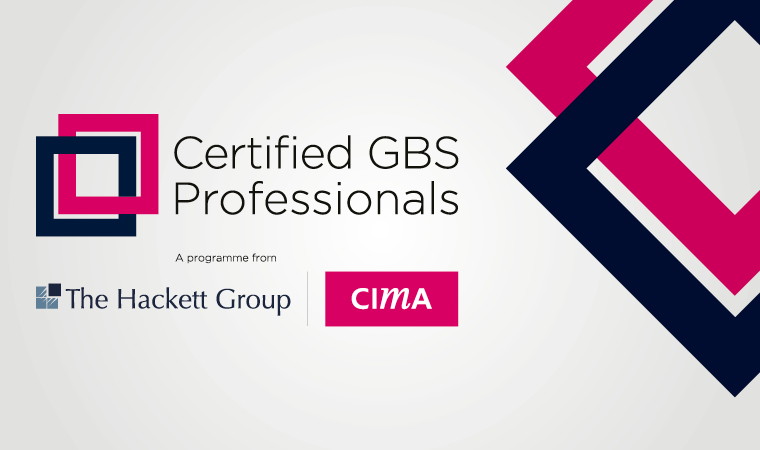 Certified GBS
Professionals
A programme from
The Hackett Group
CIMA